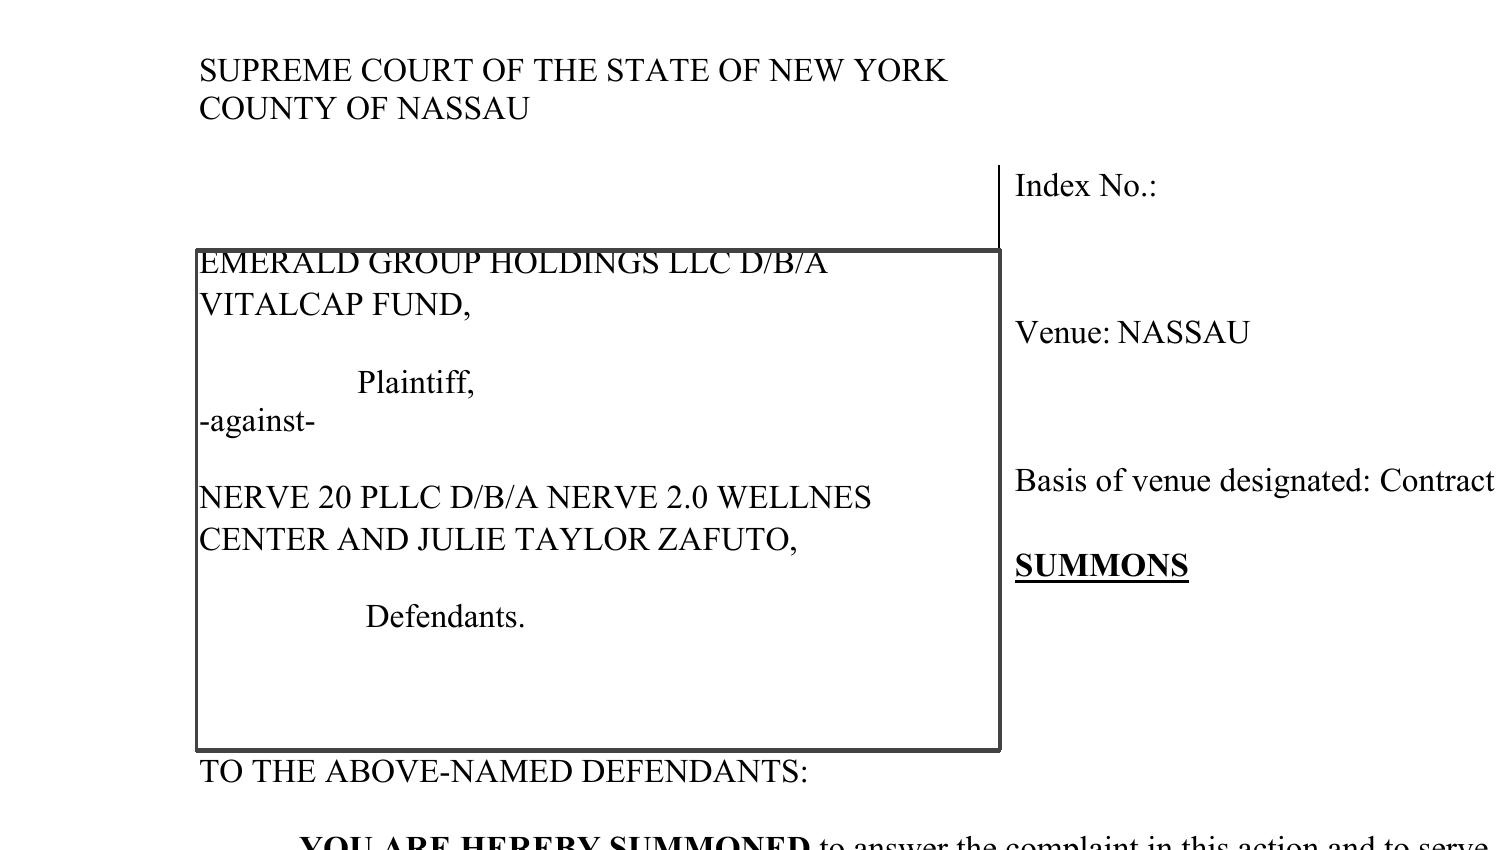 SUPREME COURT OF THE STATE OF NEW YORK
COUNTY OF NASSAU
Index No.:
EMERALD GROUP HOLDINGS LLC D/B/A
VITALCAP FUND,
Venue: NASSAU
Plaintiff,
-against-
Basis of venue designated: Contract
NERVE 20 PLLC D/B/A NERVE 2.0 WELLNES
CENTER AND JULIE TAYLOR ZAFUTO,
SUMMONS
Defendants.
TO THE ABOVE-NAMED DEFENDANTS:
YOU ARE HEREBY SUMMONED to answer the complaint in this action and to serve